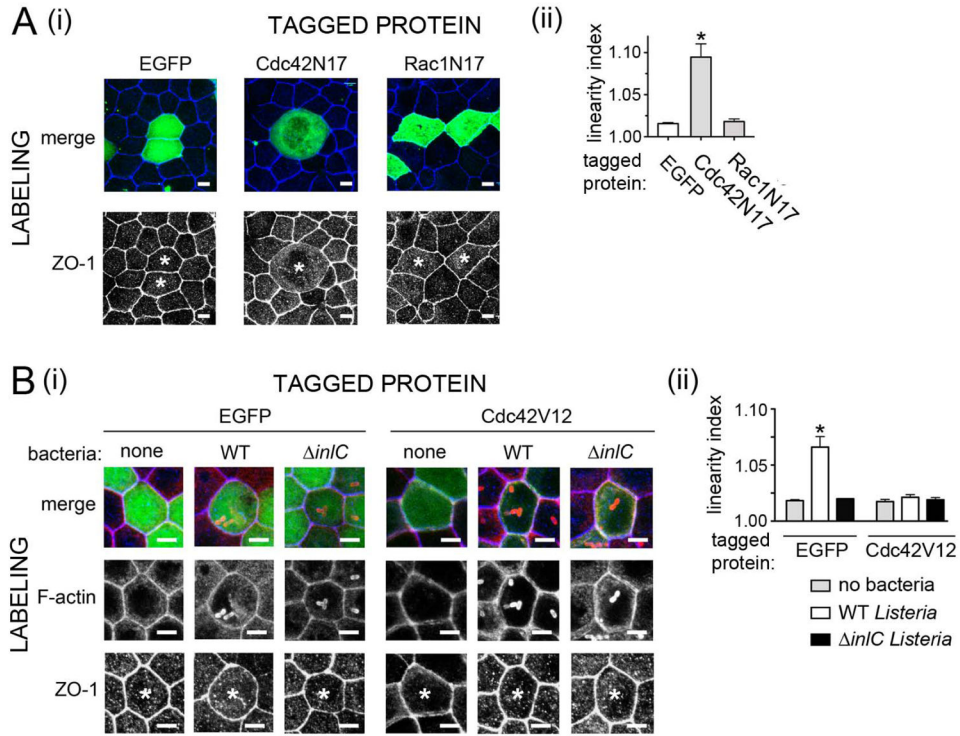 A (i) TAGGED PROTEIN (ii)
EGFP Cdc42N17 Rac1N17
LABELING
merge
ZO-1
* *
*
* *
linearity index
1.10
1.05
1.00
*
tagged
protein:
EGFP
Cdc42N17
Rac1N17
B (i) TAGGED PROTEIN (ii)
EGFP Cdc42V12
bacteria: none WT ΔinlC none WT ΔinlC
LABELING
merge
F-actin
ZO-1
* * * * * *
linearity index
1.10
1.05
1.00
*
tagged
protein:
EGFP Cdc42V12
no bacteria
WT Listeria
ΔinlC Listeria